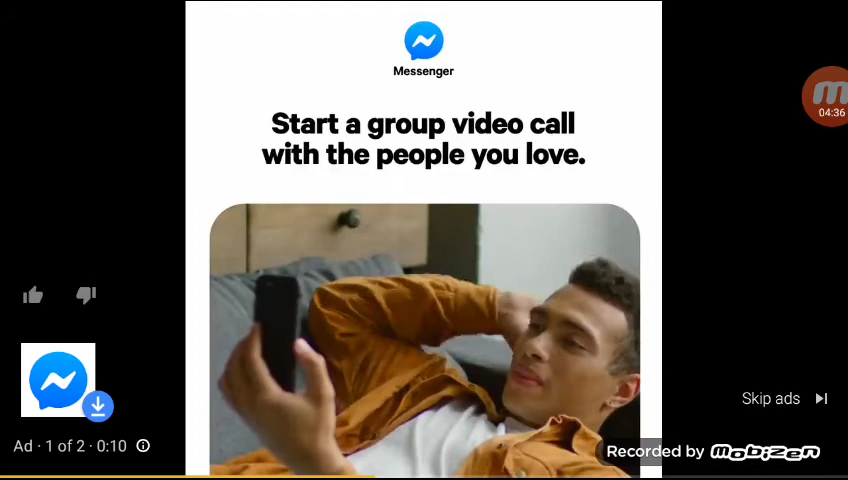 Messenger
Start a group video call
with the people you love.
04:36
Skip ads
Ad · 1 of 2 · 0:10
Recorded by mobizen